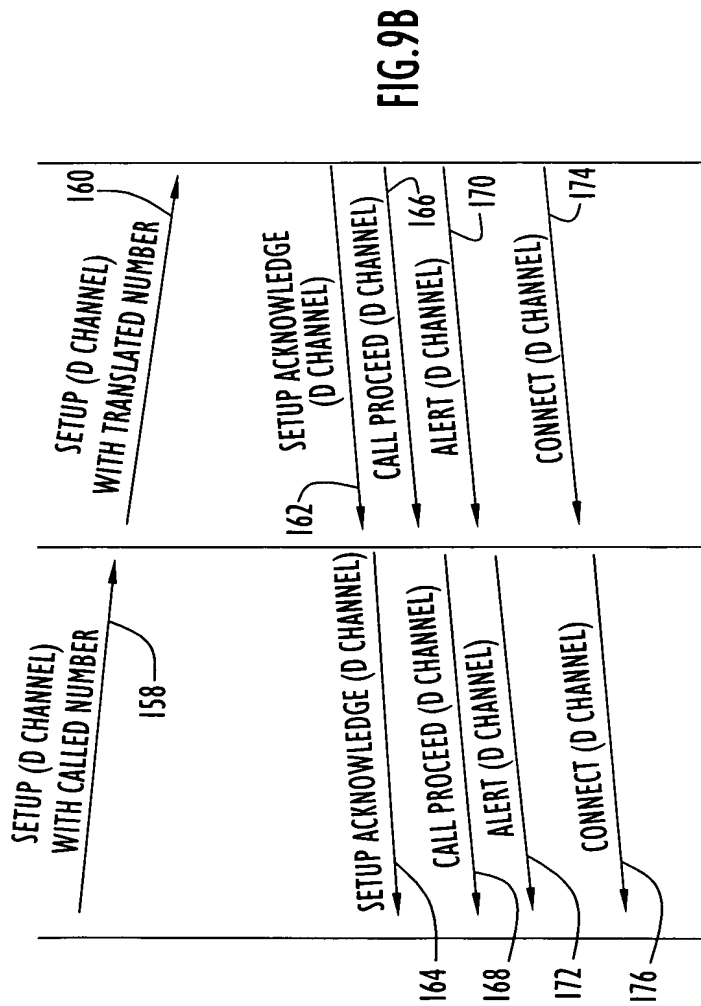 SETUP (D CHANNEL)
WITH CALLED NUMBER
158
SETUP (D CHANNEL)
WITH TRANSLATED NUMBER
160
SETUP ACKNOWLEDGE
(D CHANNEL)
162
SETUP ACKNOWLEDGE (D CHANNEL)
164
CALL PROCEED (D CHANNEL)
166
CALL PROCEED (D CHANNEL)
168
ALERT (D CHANNEL)
170
ALERT (D CHANNEL)
172
CONNECT (D CHANNEL)
174
CONNECT (D CHANNEL)
176
FIG.9B